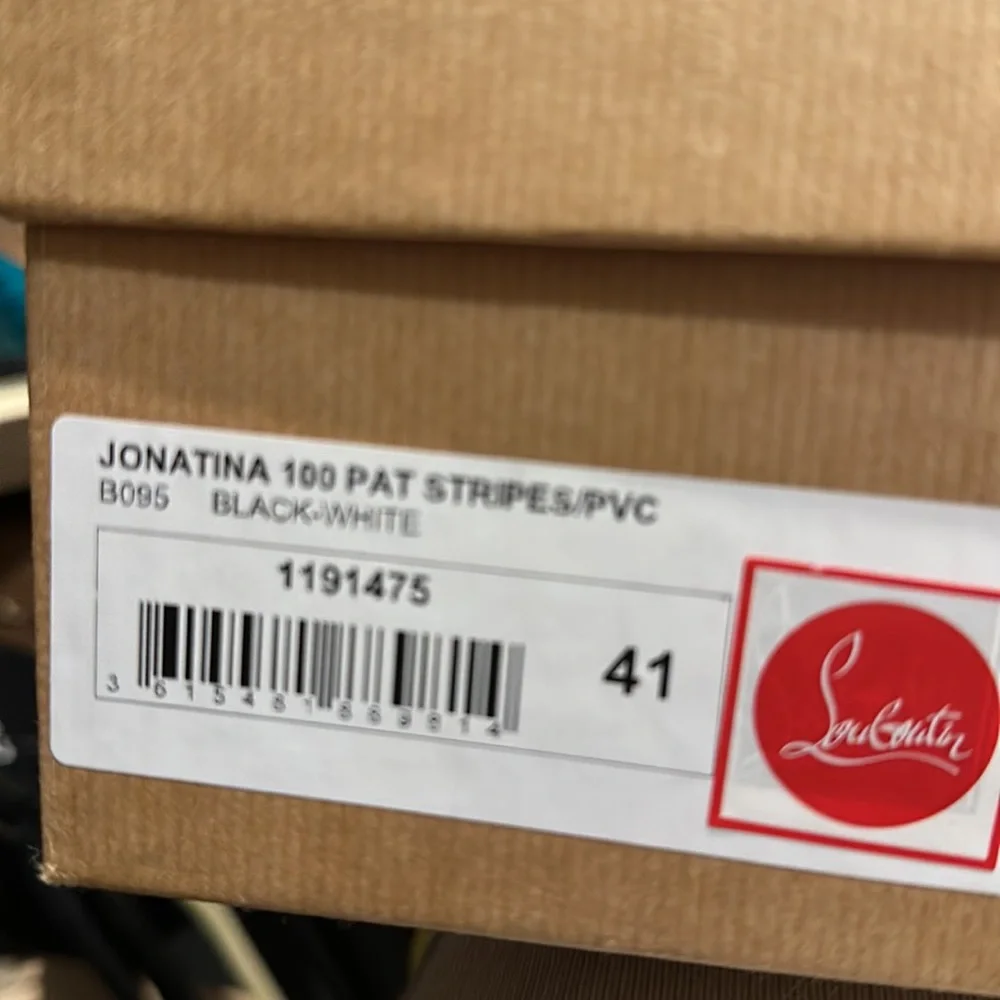 JONATINA 100 PAT STRIPES/PVC
B095 BLACK-WHITE
1191475
41
Louboutin